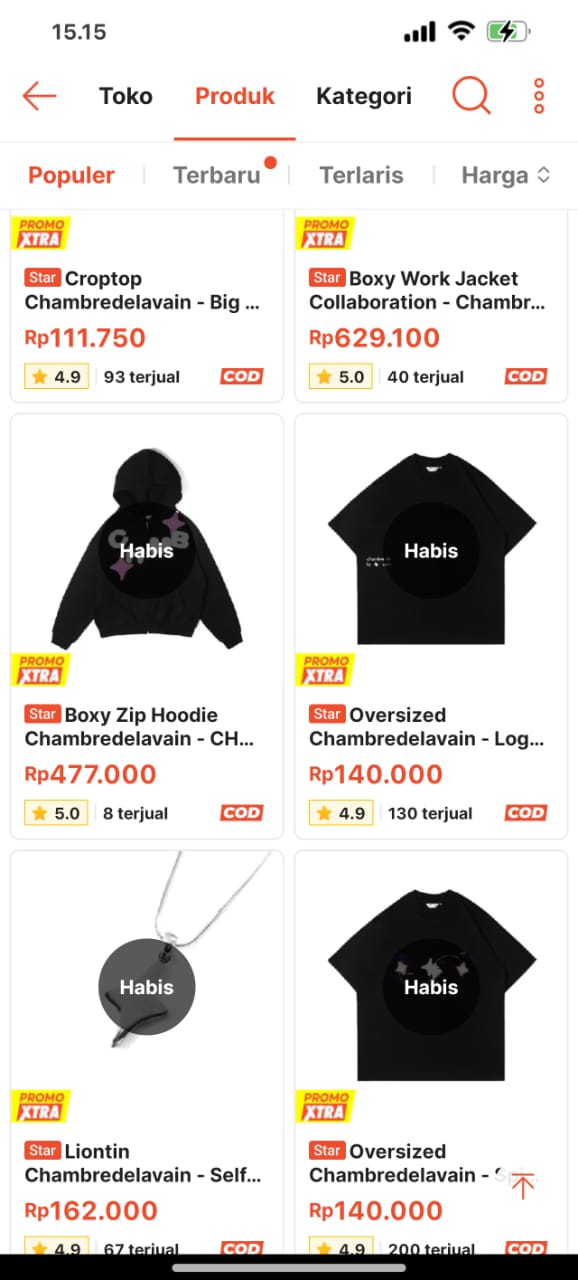 15.15
Toko
Produk
Kategori
Populer
Terbaru
Terlaris
Harga
PROMO
XTRA
PROMO
XTRA
Star Croptop
Chambredelavain - Big ...
Rp111.750
4.9
93 terjual
COD
Star Boxy Work Jacket
Collaboration - Chambr...
Rp629.100
5.0
40 terjual
COD
Habis
PROMO
XTRA
Star Boxy Zip Hoodie
Chambredelavain - CH...
Rp477.000
5.0
8 terjual
COD
Habis
PROMO
XTRA
Star Oversized
Chambredelavain - Log...
Rp140.000
4.9
130 terjual
COD
Habis
PROMO
XTRA
Star Liontin
Chambredelavain - Self...
Rp162.000
4.9
67 terjual
COD
Habis
PROMO
XTRA
Star Oversized
Chambredelavain - Spi...
Rp140.000
4.9
200 terjual
COD